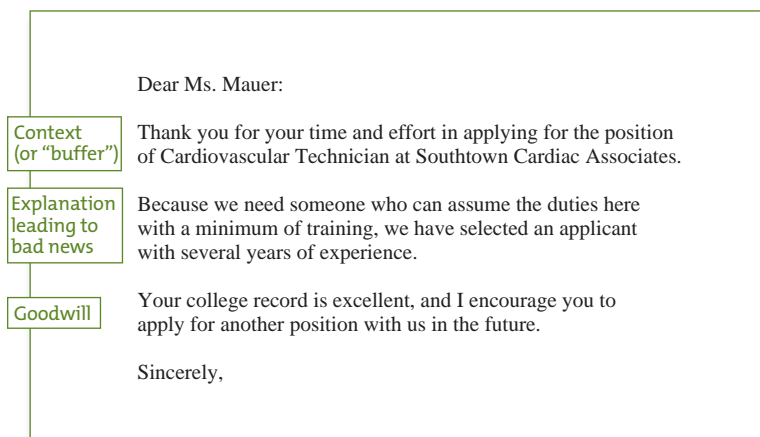 Dear Ms. Mauer:
Context
(or “buffer”)
Thank you for your time and effort in applying for the position
of Cardiovascular Technician at Southtown Cardiac Associates.
Explanation
leading to
bad news
Because we need someone who can assume the duties here
with a minimum of training, we have selected an applicant
with several years of experience.
Goodwill
Your college record is excellent, and I encourage you to
apply for another position with us in the future.
Sincerely,